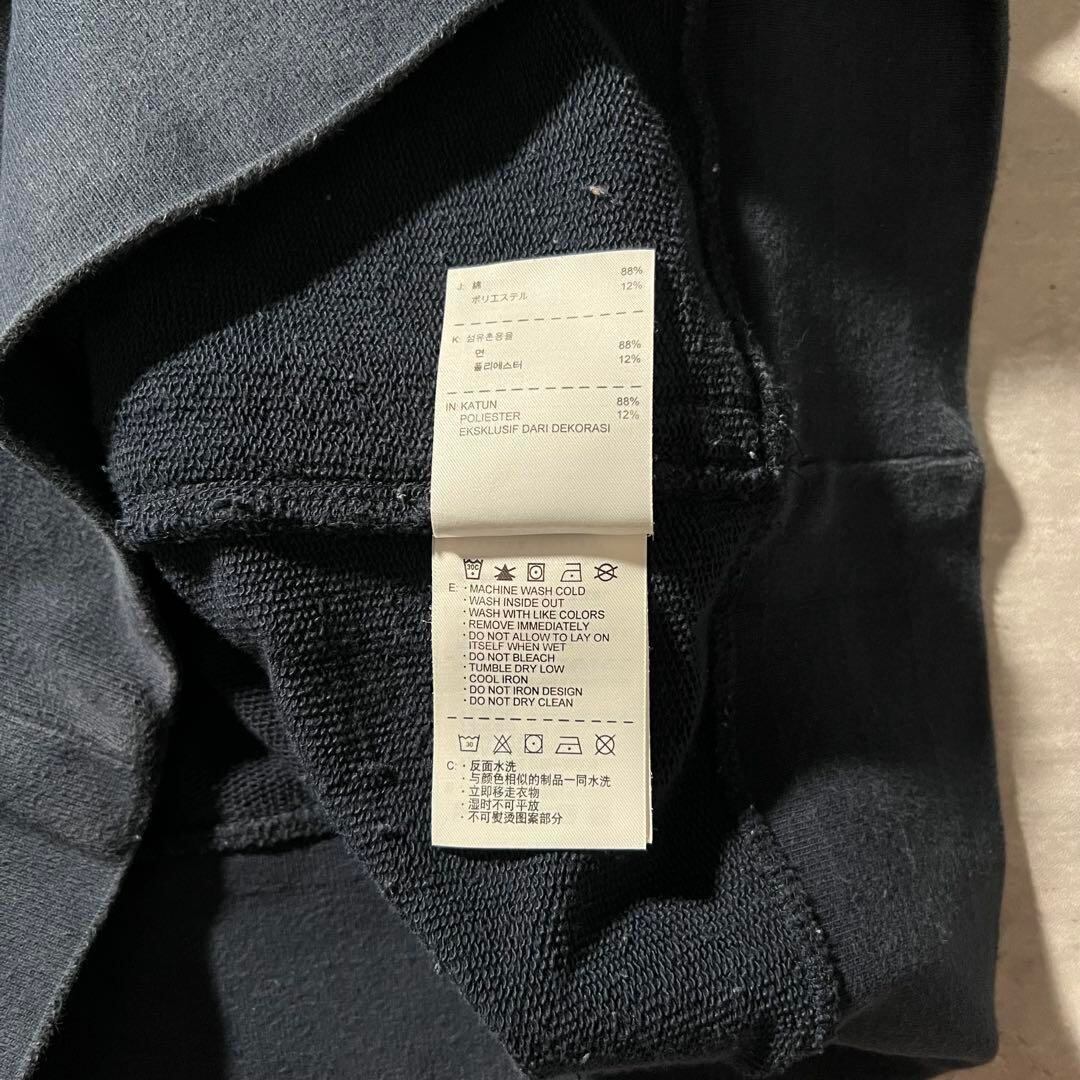 J: 綿 88%
ポリエステル 12%
K: 섬유촌용율
면 88%
폴리에스터 12%
IN: KATUN 88%
POLIESTER 12%
EKSKLUSIF DARI DEKORASI
30C
E: · MACHINE WASH COLD
· WASH INSIDE OUT
· WASH WITH LIKE COLORS
· REMOVE IMMEDIATELY
· DO NOT ALLOW TO LAY ON
ITSELF WHEN WET
· DO NOT BLEACH
· TUMBLE DRY LOW
· COOL IRON
· DO NOT IRON DESIGN
· DO NOT DRY CLEAN
30
C: · 反面水洗
· 与颜色相似的制品一同水洗
· 立即移走衣物
· 湿时不可平放
· 不可熨烫图案部分